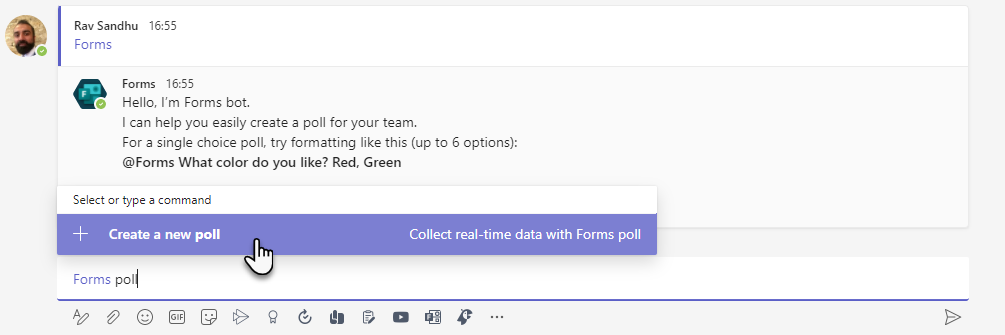 Rav Sandhu 16:55
Forms
Forms 16:55
Hello, I'm Forms bot.
I can help you easily create a poll for your team.
For a single choice poll, try formatting like this (up to 6 options):
@Forms What color do you like? Red, Green
Select or type a command
Create a new poll Collect real-time data with Forms poll
Forms poll
GIF